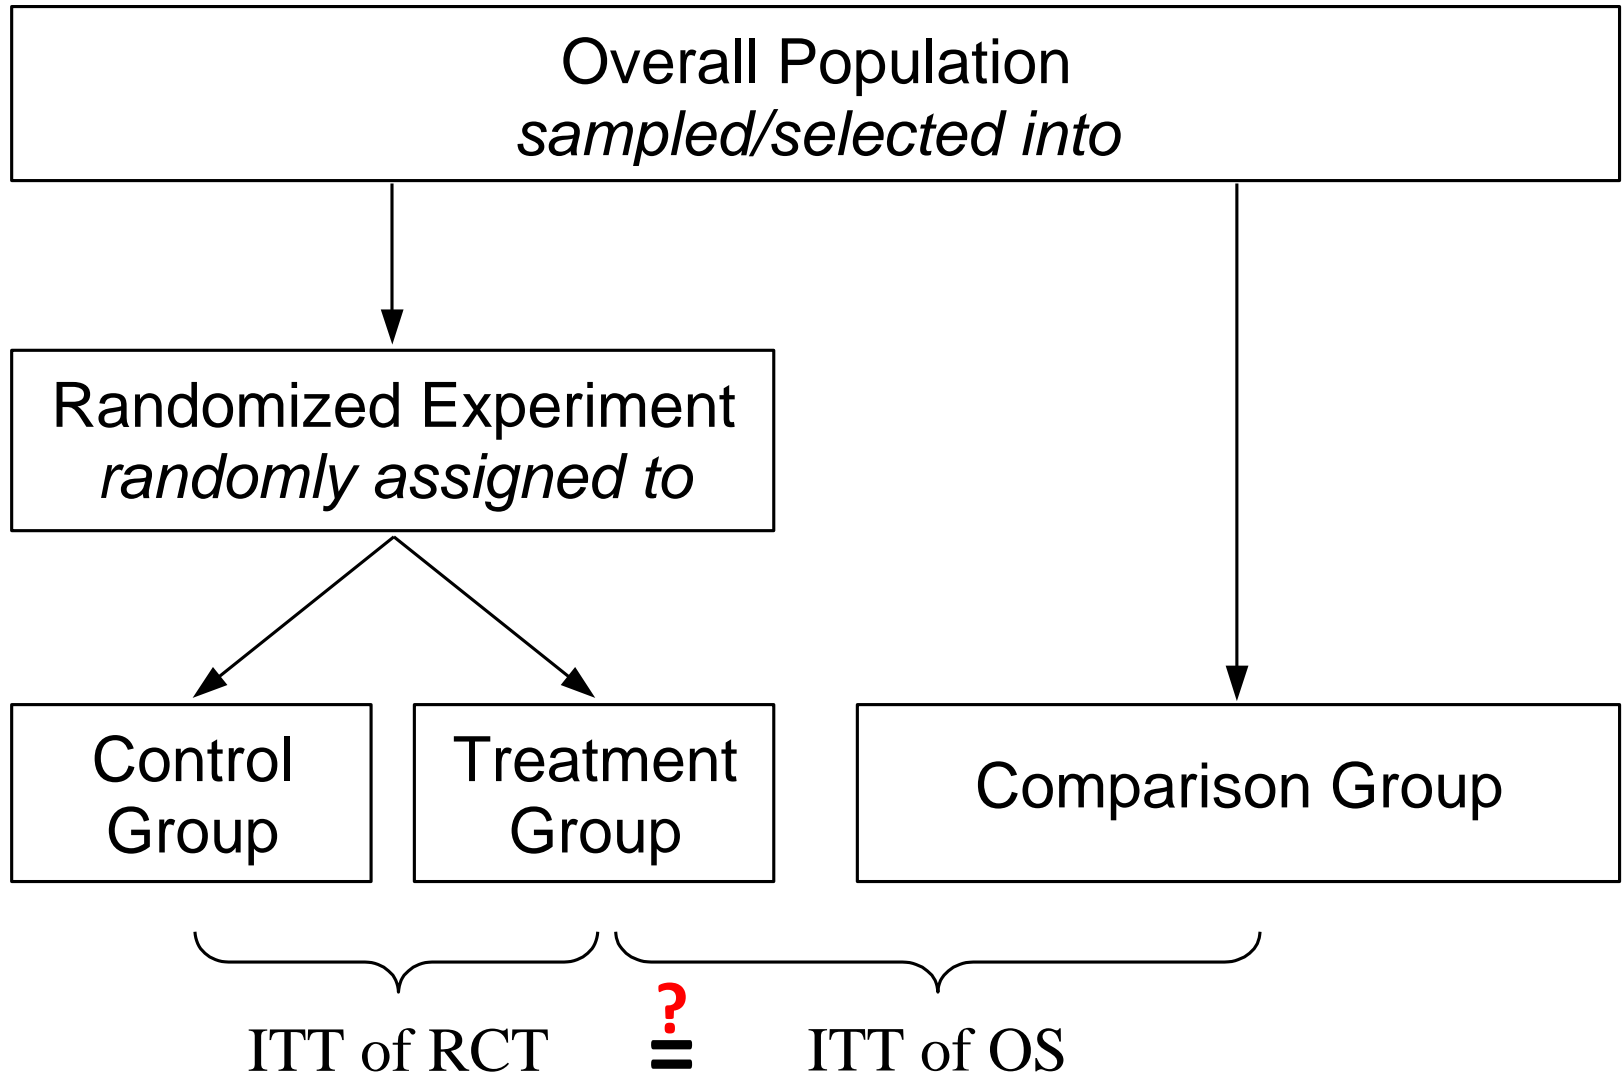 Overall Population
sampled/selected into
Randomized Experiment
randomly assigned to
Control
Group
Treatment
Group
Comparison Group
ITT of RCT
?
=
ITT of OS